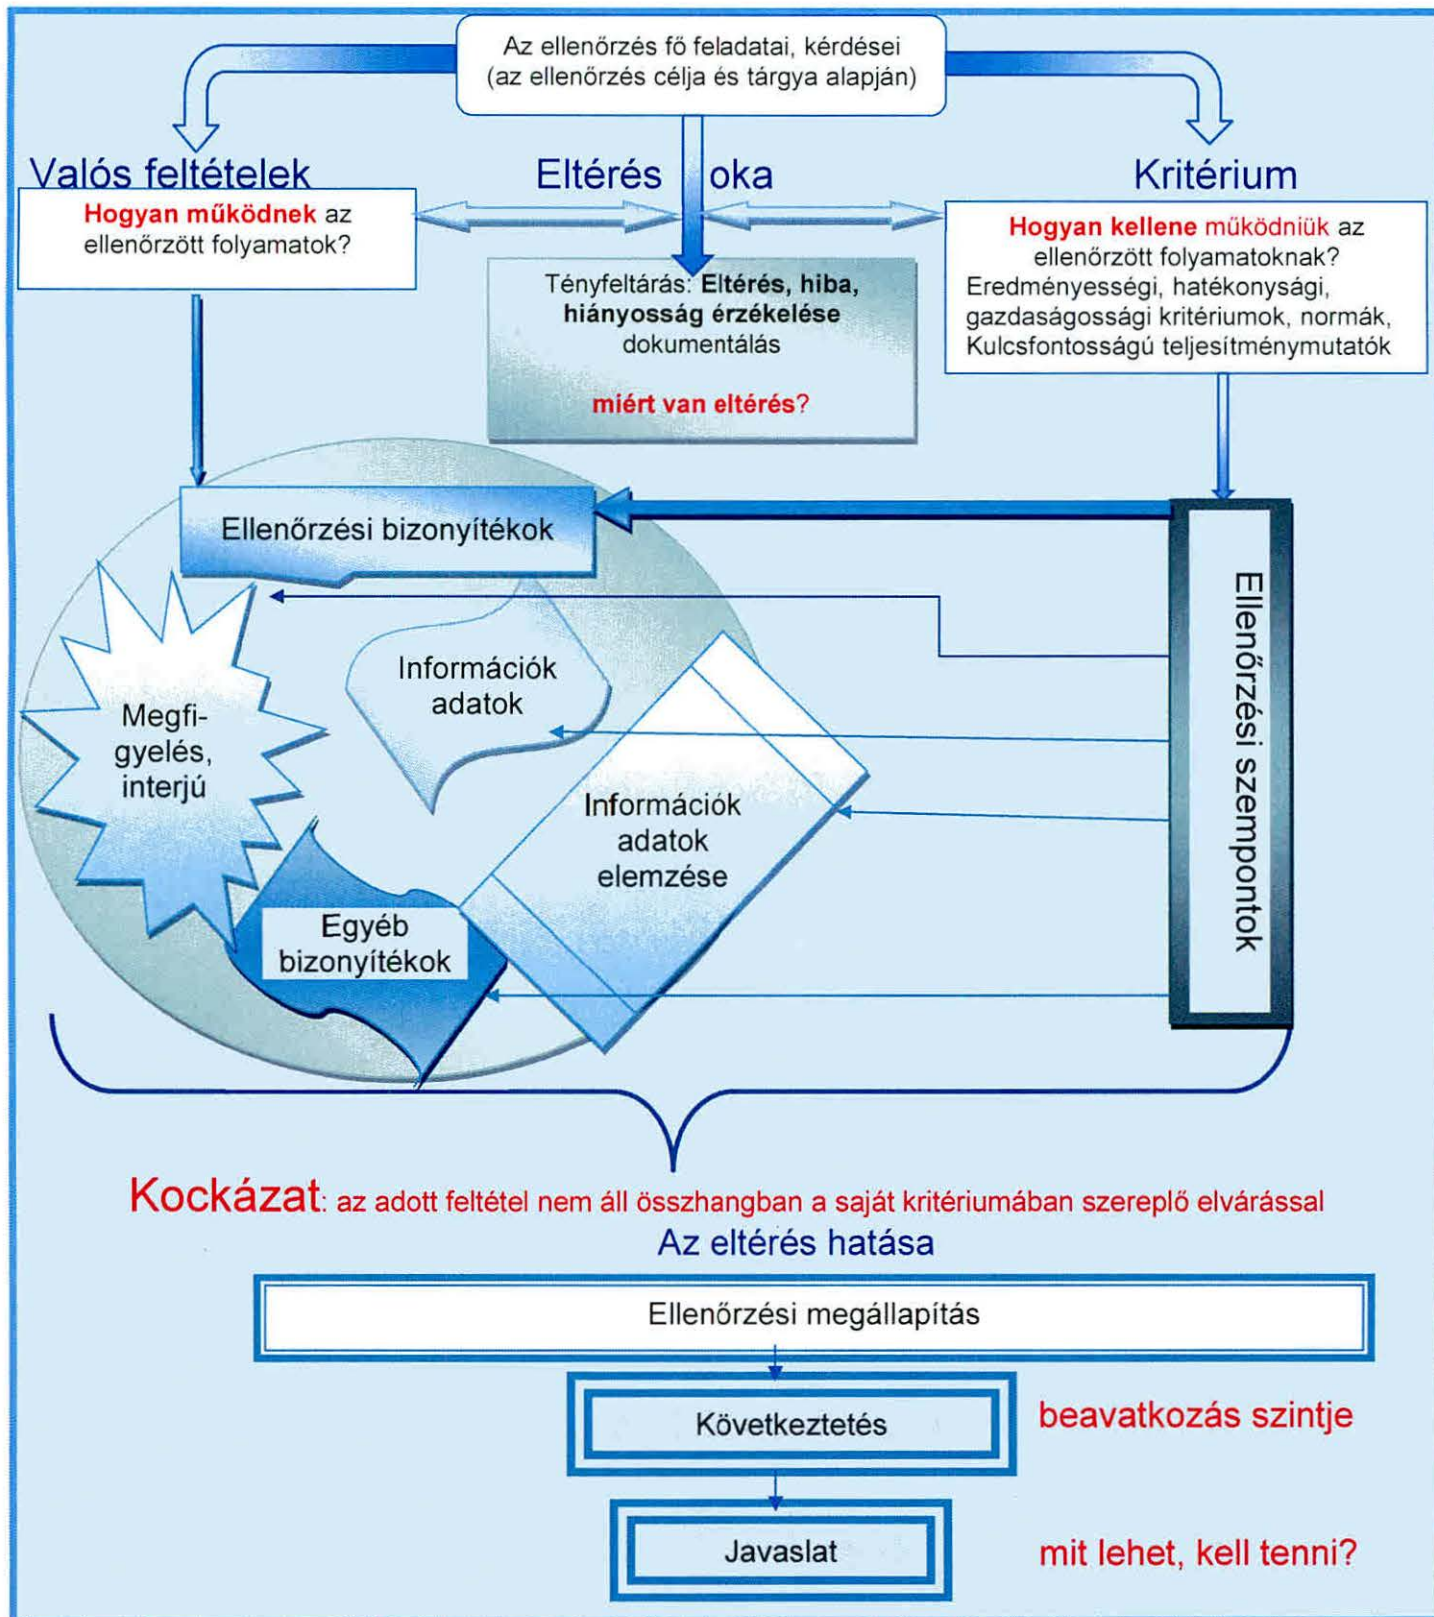 Az ellenőrzés fő feladatai, kérdései
(az ellenőrzés célja és tárgya alapján)
Valós feltételek
Eltérés oka
Kritérium
Hogyan működnek az
ellenőrzött folyamatok?
Hogyan kellene működniük az
ellenőrzött folyamatoknak?
Eredményességi, hatékonysági,
gazdaságossági kritériumok, normák,
Kulcsfontosságú teljesítménymutatók
Tényfeltárás: Eltérés, hiba,
hiányosság érzékelése
dokumentálás
miért van eltérés?
Ellenőrzési bizonyítékok
Ellenőrzési szempontok
Információk
adatok
Megfi-
gyelés,
interjú
Információk
adatok
elemzése
Egyéb
bizonyítékok
Kockázat: az adott feltétel nem áll összhangban a saját kritériumában szereplő elvárással
Az eltérés hatása
Ellenőrzési megállapítás
Következtetés
beavatkozás szintje
Javaslat
mit lehet, kell tenni?